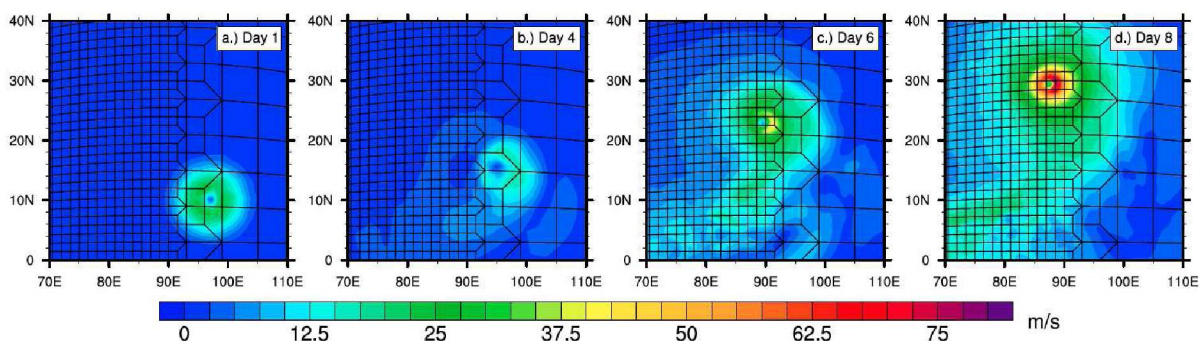 40N 40N 40N 40N
a.) Day 1 b.) Day 4 c.) Day 6 d.) Day 8
30N 30N 30N 30N
20N 20N 20N 20N
10N 10N 10N 10N
0 0 0 0
70E 80E 90E 100E 110E 70E 80E 90E 100E 110E 70E 80E 90E 100E 110E 70E 80E 90E 100E 110E
m/s
0 12.5 25 37.5 50 62.5 75